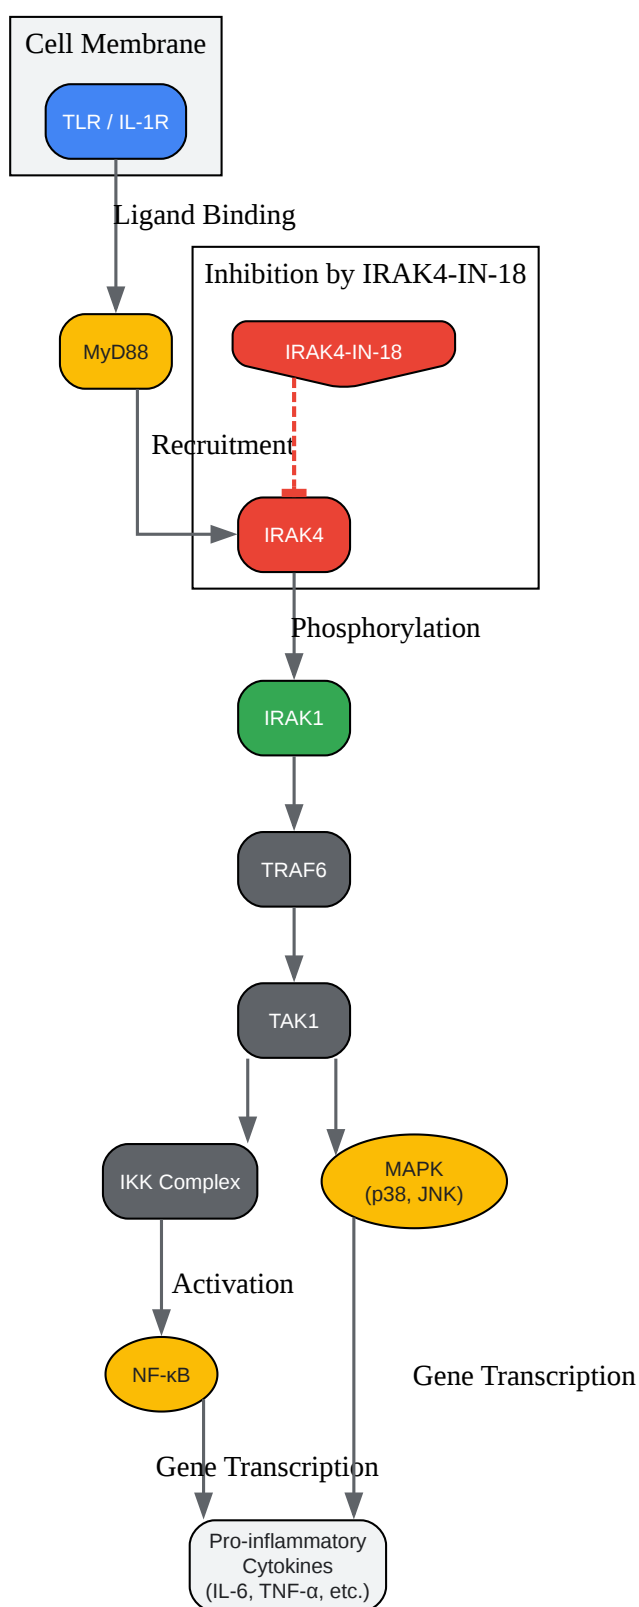 Cell Membrane
TLR / IL-1R
Ligand Binding
Inhibition by IRAK4-IN-18
MyD88
IRAK4-IN-18
Recruitment
IRAK4
Phosphorylation
IRAK1
TRAF6
TAK1
IKK Complex
MAPK
(p38, JNK)
Activation
NF-κB
Gene Transcription
Gene Transcription
Pro-inflammatory
Cytokines
(IL-6, TNF-α, etc.)